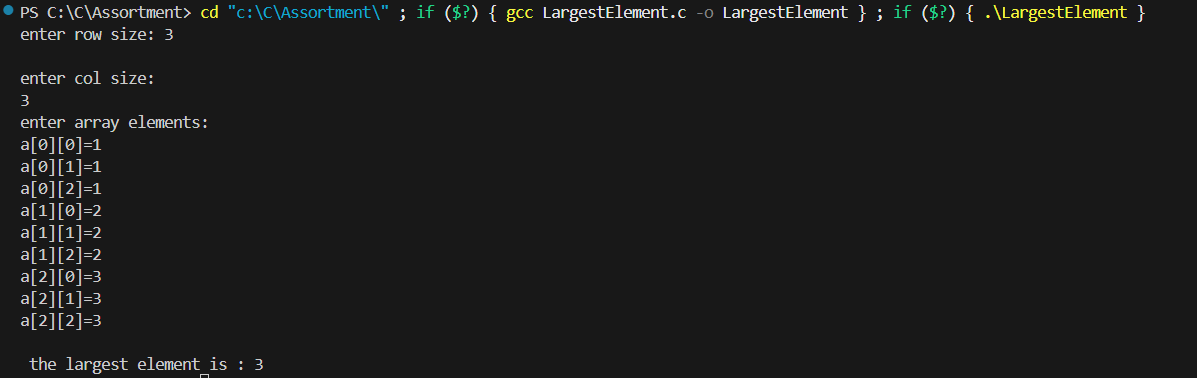 PS C:\C\Assortment> cd "c:\C\Assortment\" ; if ($?) { gcc LargestElement.c -o LargestElement } ; if ($?) { .\LargestElement }
enter row size: 3
enter col size:
3
enter array elements:
a[0][0]=1
a[0][1]=1
a[0][2]=1
a[1][0]=2
a[1][1]=2
a[1][2]=2
a[2][0]=3
a[2][1]=3
a[2][2]=3
the largest element is : 3